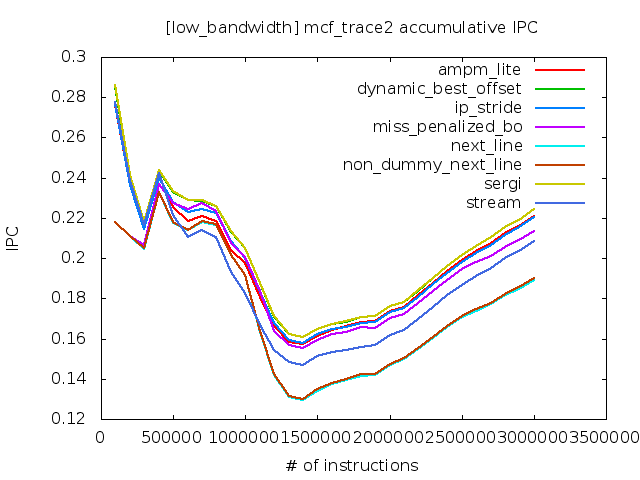 [low_bandwidth] mcf_trace2 accumulative IPC
0.3
0.28
0.26
0.24
0.22
0.2
0.18
0.16
0.14
0.12
IPC
ampm_lite
dynamic_best_offset
ip_stride
miss_penalized_bo
next_line
non_dummy_next_line
sergi
stream
0 500000 1000000 1500000 2000000 2500000 3000000 3500000
# of instructions